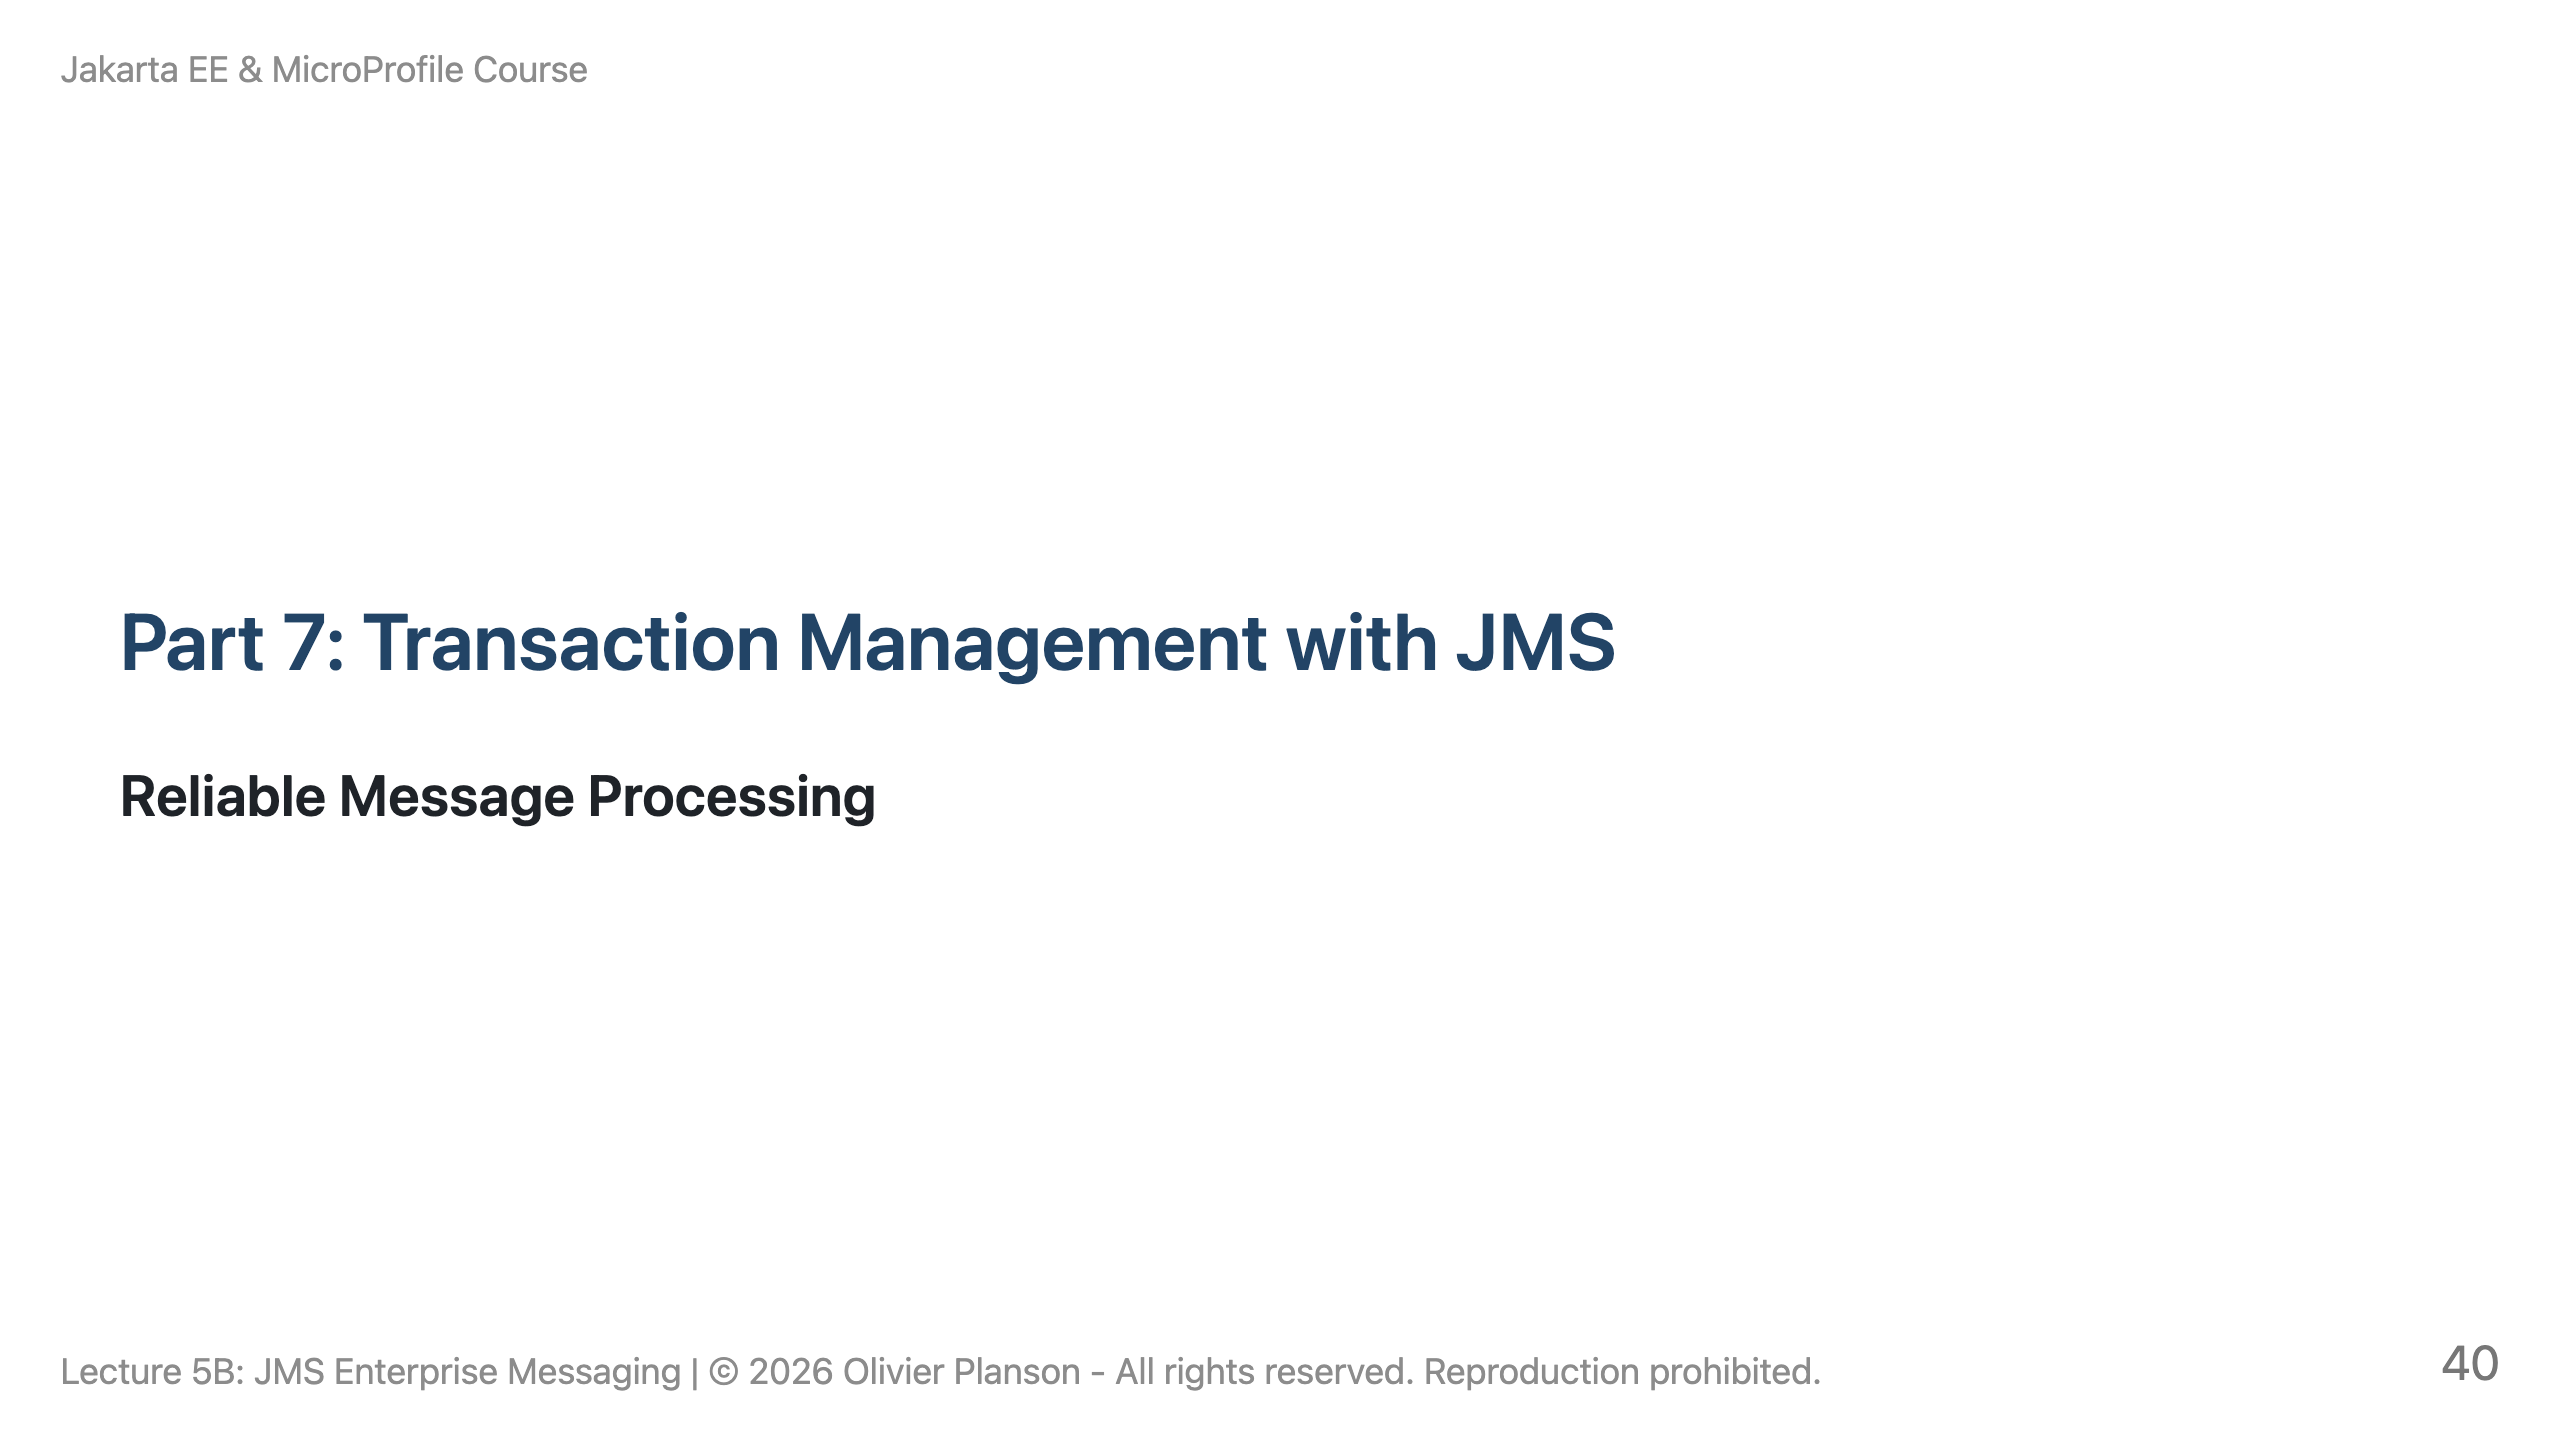 Jakarta EE & MicroProfile Course
Part 7: Transaction Management with JMS
Reliable Message Processing
Lecture 5B: JMS Enterprise Messaging | © 2026 Olivier Planson - All rights reserved. Reproduction prohibited.
40